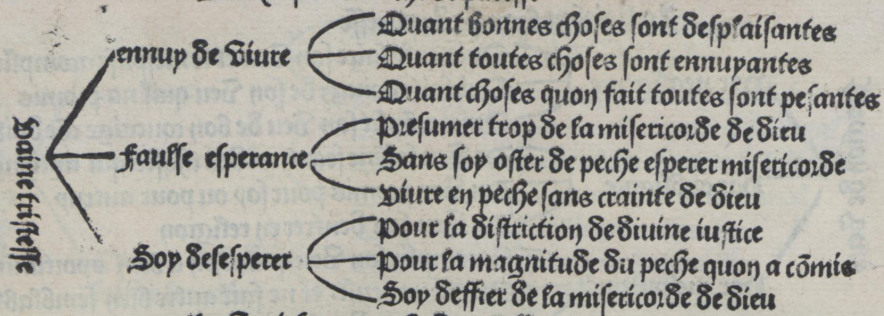 Vaine tristesse
ennuy de viure
Quant bonnes choses sont desplaisantes
Quant toutes choses sont ennuyantes
Quant choses quon fait toutes sont pesantes
Faulse esperance
Presumer trop de la misericorde de dieu
Sans soy oster de peche esperer misericorde
Viure en peche sans crainte de dieu
Soy desesperer
Pour la distriction de diuine iustice
Pour la magnitude du peche quon a cõmis
Soy deffier de la misericorde de dieu